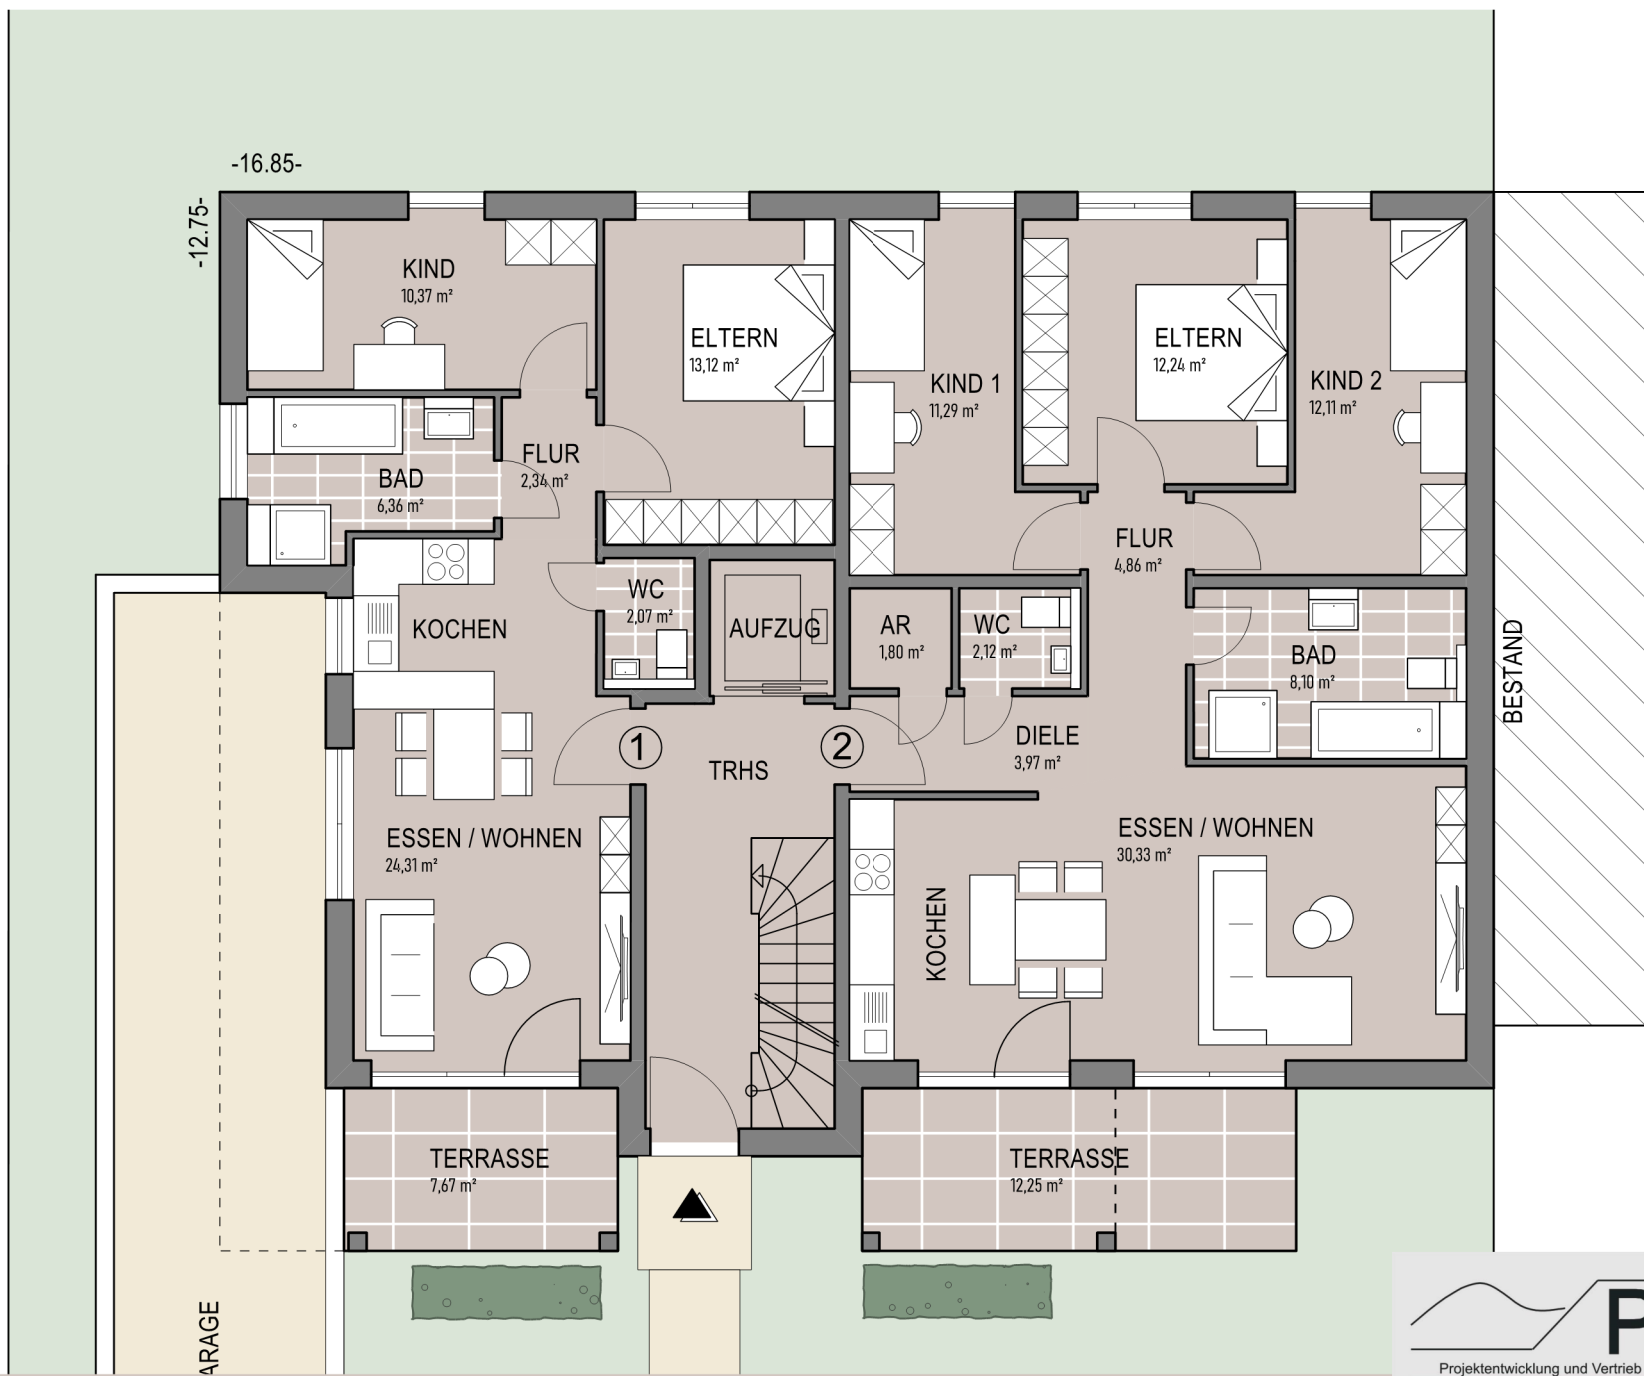 -16.85-
-12.75-
KIND
10,37 m²
ELTERN
13,12 m²
KIND 1
11,29 m²
ELTERN
12,24 m²
KIND 2
12,11 m²
BAD
6,36 m²
FLUR
2,34 m²
FLUR
4,86 m²
KOCHEN
WC
2,07 m²
AUFZUG
AR
1,80 m²
WC
2,12 m²
BAD
8,10 m²
BESTAND
1
2
TRHS
DIELE
3,97 m²
ESSEN / WOHNEN
24,31 m²
ESSEN / WOHNEN
30,33 m²
KOCHEN
TERRASSE
7,67 m²
TERRASSE
12,25 m²
ARAGE
P
Projektentwicklung und Vertrieb